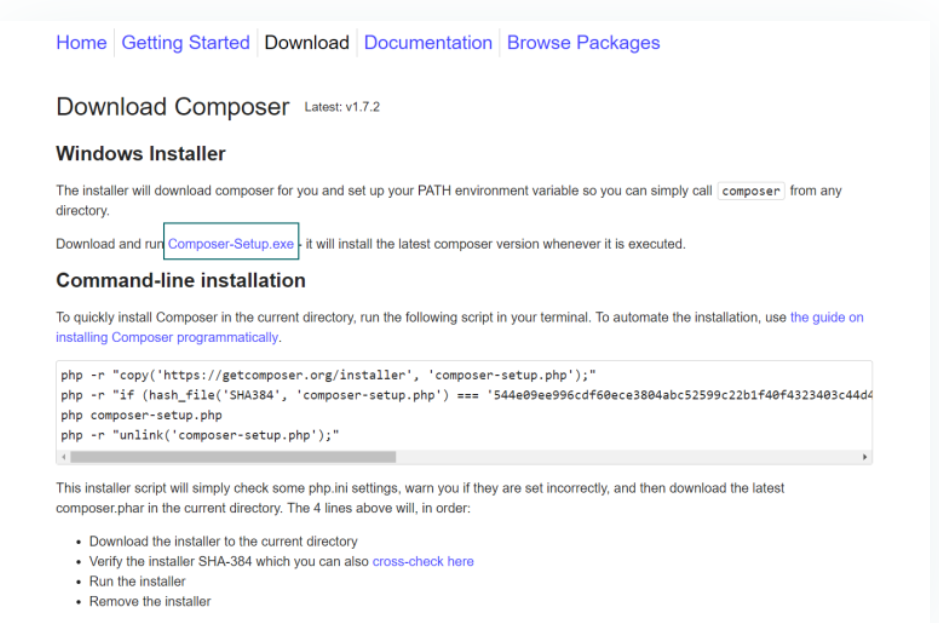 Home Getting Started Download Documentation Browse Packages
Download Composer Latest: v1.7.2
Windows Installer
The installer will download composer for you and set up your PATH environment variable so you can simply call composer from any
directory.
Download and run Composer-Setup.exe - it will install the latest composer version whenever it is executed.
Command-line installation
To quickly install Composer in the current directory, run the following script in your terminal. To automate the installation, use the guide on
installing Composer programmatically.
php -r "copy('https://getcomposer.org/installer', 'composer-setup.php');"
php -r "if (hash_file('SHA384', 'composer-setup.php') === '544e09ee996cdf60ece3804abc52599c22b1f40f4323403c44d4
php composer-setup.php
php -r "unlink('composer-setup.php');"
This installer script will simply check some php.ini settings, warn you if they are set incorrectly, and then download the latest
composer.phar in the current directory. The 4 lines above will, in order:
• Download the installer to the current directory
• Verify the installer SHA-384 which you can also cross-check here
• Run the installer
• Remove the installer